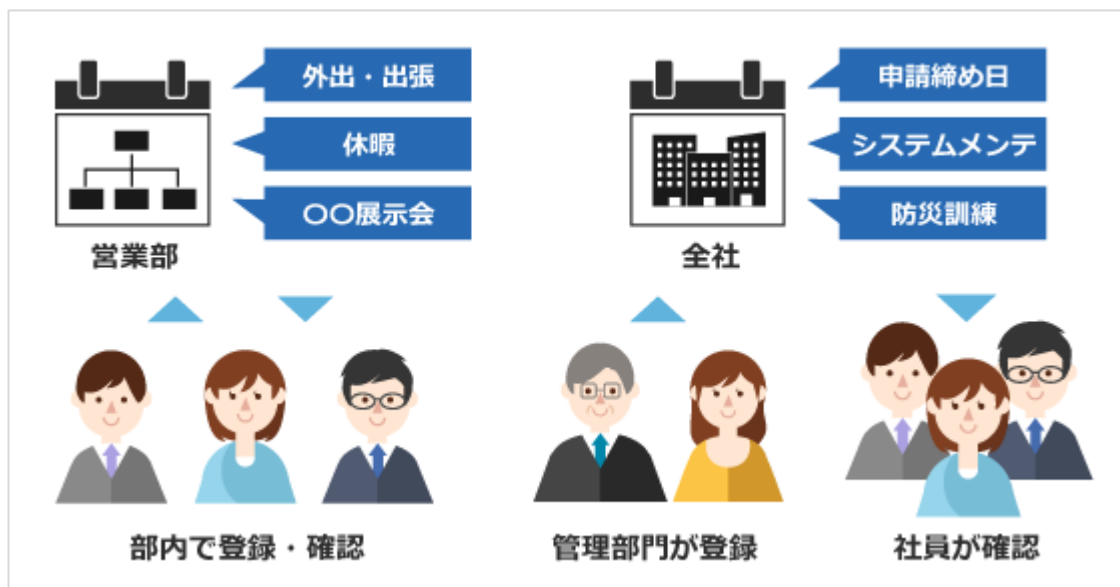 外出・出張
休暇
〇〇展示会
営業部
申請締め日
システムメンテ
防災訓練
全社
部内で登録・確認
管理部門が登録
社員が確認